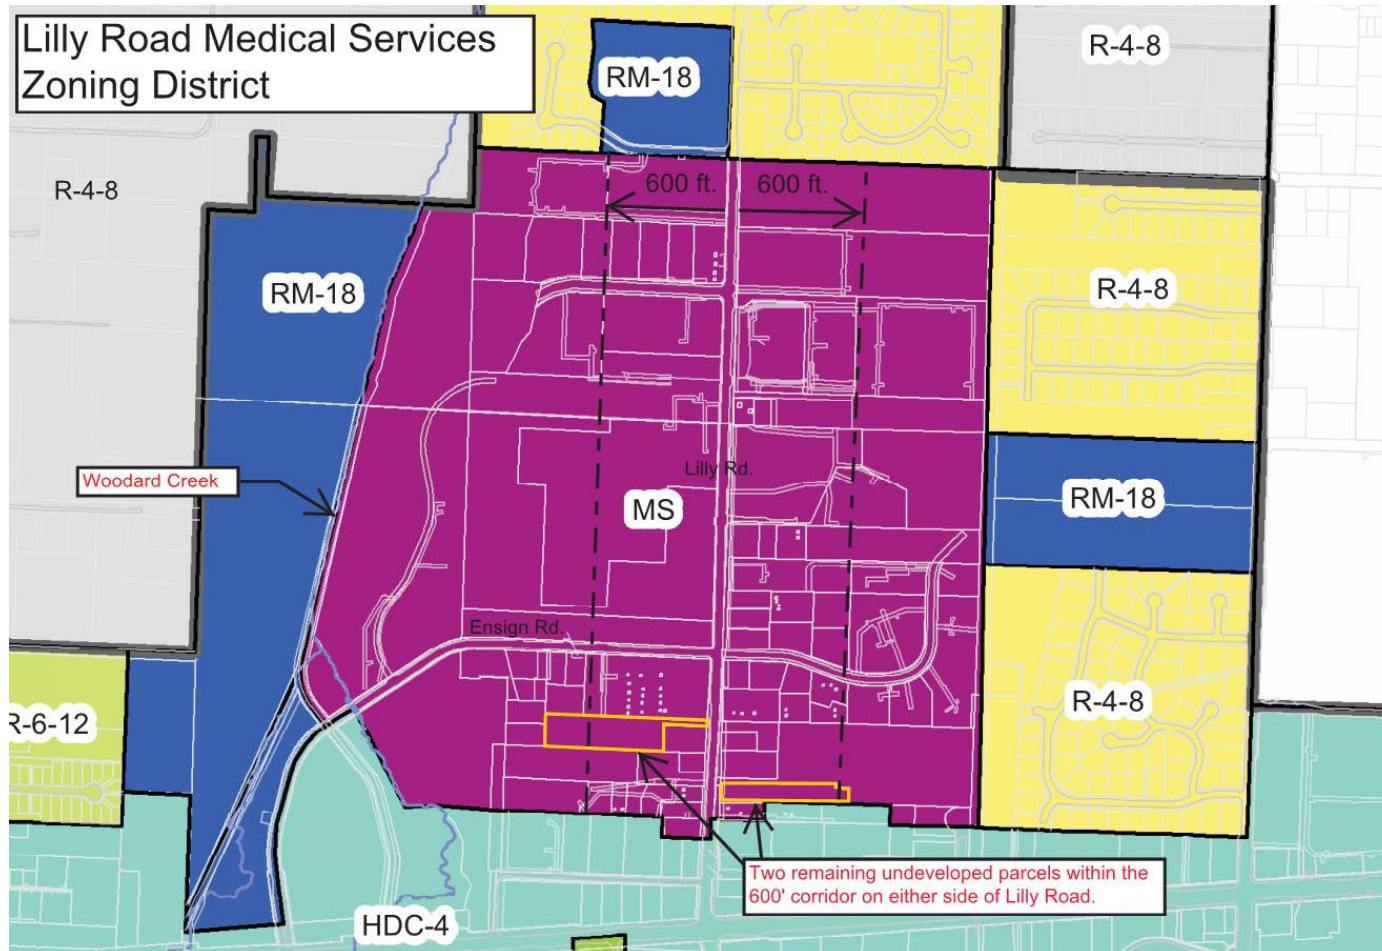 Lilly Road Medical Services
Zoning District
RM-18
R-4-8
R-4-8
600 ft.
600 ft.
RM-18
R-4-8
Woodard Creek
Lilly Rd.
MS
RM-18
Ensign Rd.
R-6-12
R-4-8
Two remaining undeveloped parcels within the
600' corridor on either side of Lilly Road.
HDC-4